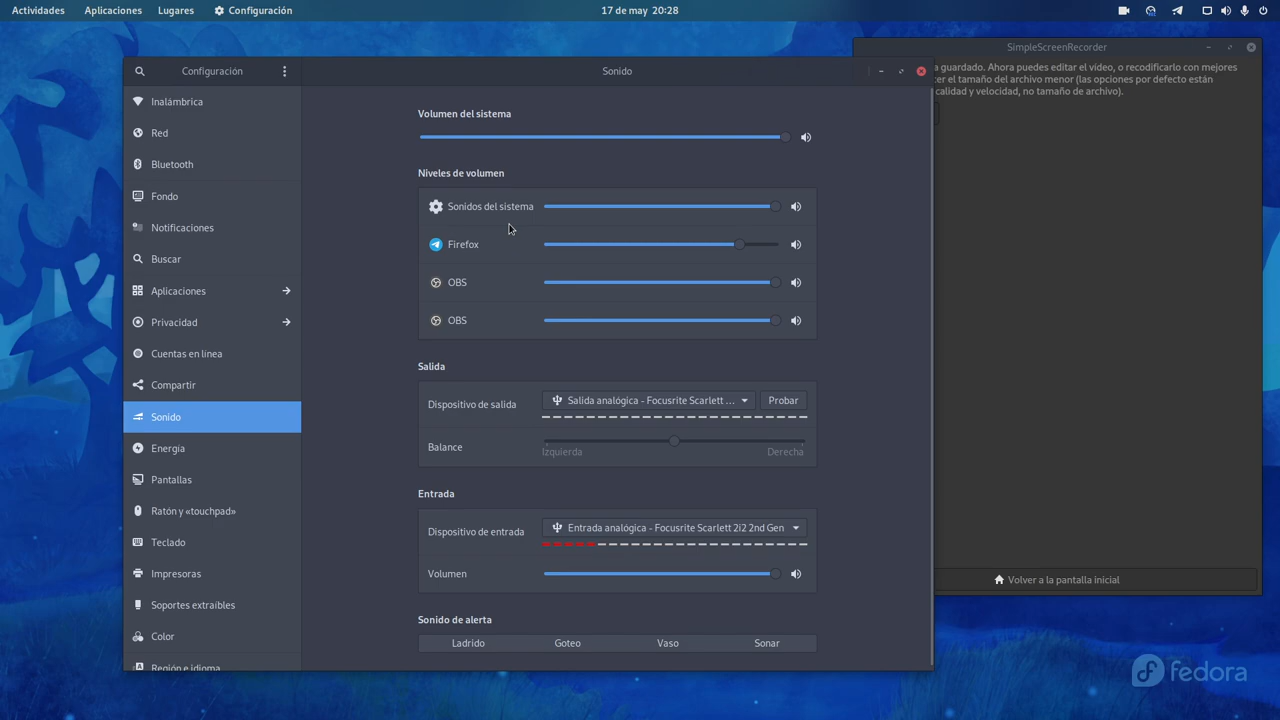 Actividades Aplicaciones Lugares Configuración 17 de may 20:28
SimpleScreenRecorder
a guardado. Ahora puedes editar el video, o recodificarlo con mejores
cer el tamaño del archivo menor (las opciones por defecto están
calidad y velocidad, no tamaño de archivo).
Volver a la pantalla inicial
Configuración
Inalámbrica
Red
Bluetooth
Fondo
Notificaciones
Buscar
Aplicaciones
Privacidad
Cuentas en línea
Compartir
Sonido
Energía
Pantallas
Ratón y «touchpad»
Teclado
Impresoras
Soportes extraíbles
Color
Región e idioma
Sonido
Volumen del sistema
Niveles de volumen
Sonidos del sistema
Firefox
OBS
OBS
Salida
Dispositivo de salida Salida analógica - Focusrite Scarlett ... Probar
Balance
Izquierda Derecha
Entrada
Dispositivo de entrada Entrada analógica - Focusrite Scarlett 2i2 2nd Gen
Volumen
Sonido de alerta
Ladrido Goteo Vaso Sonar
fedora